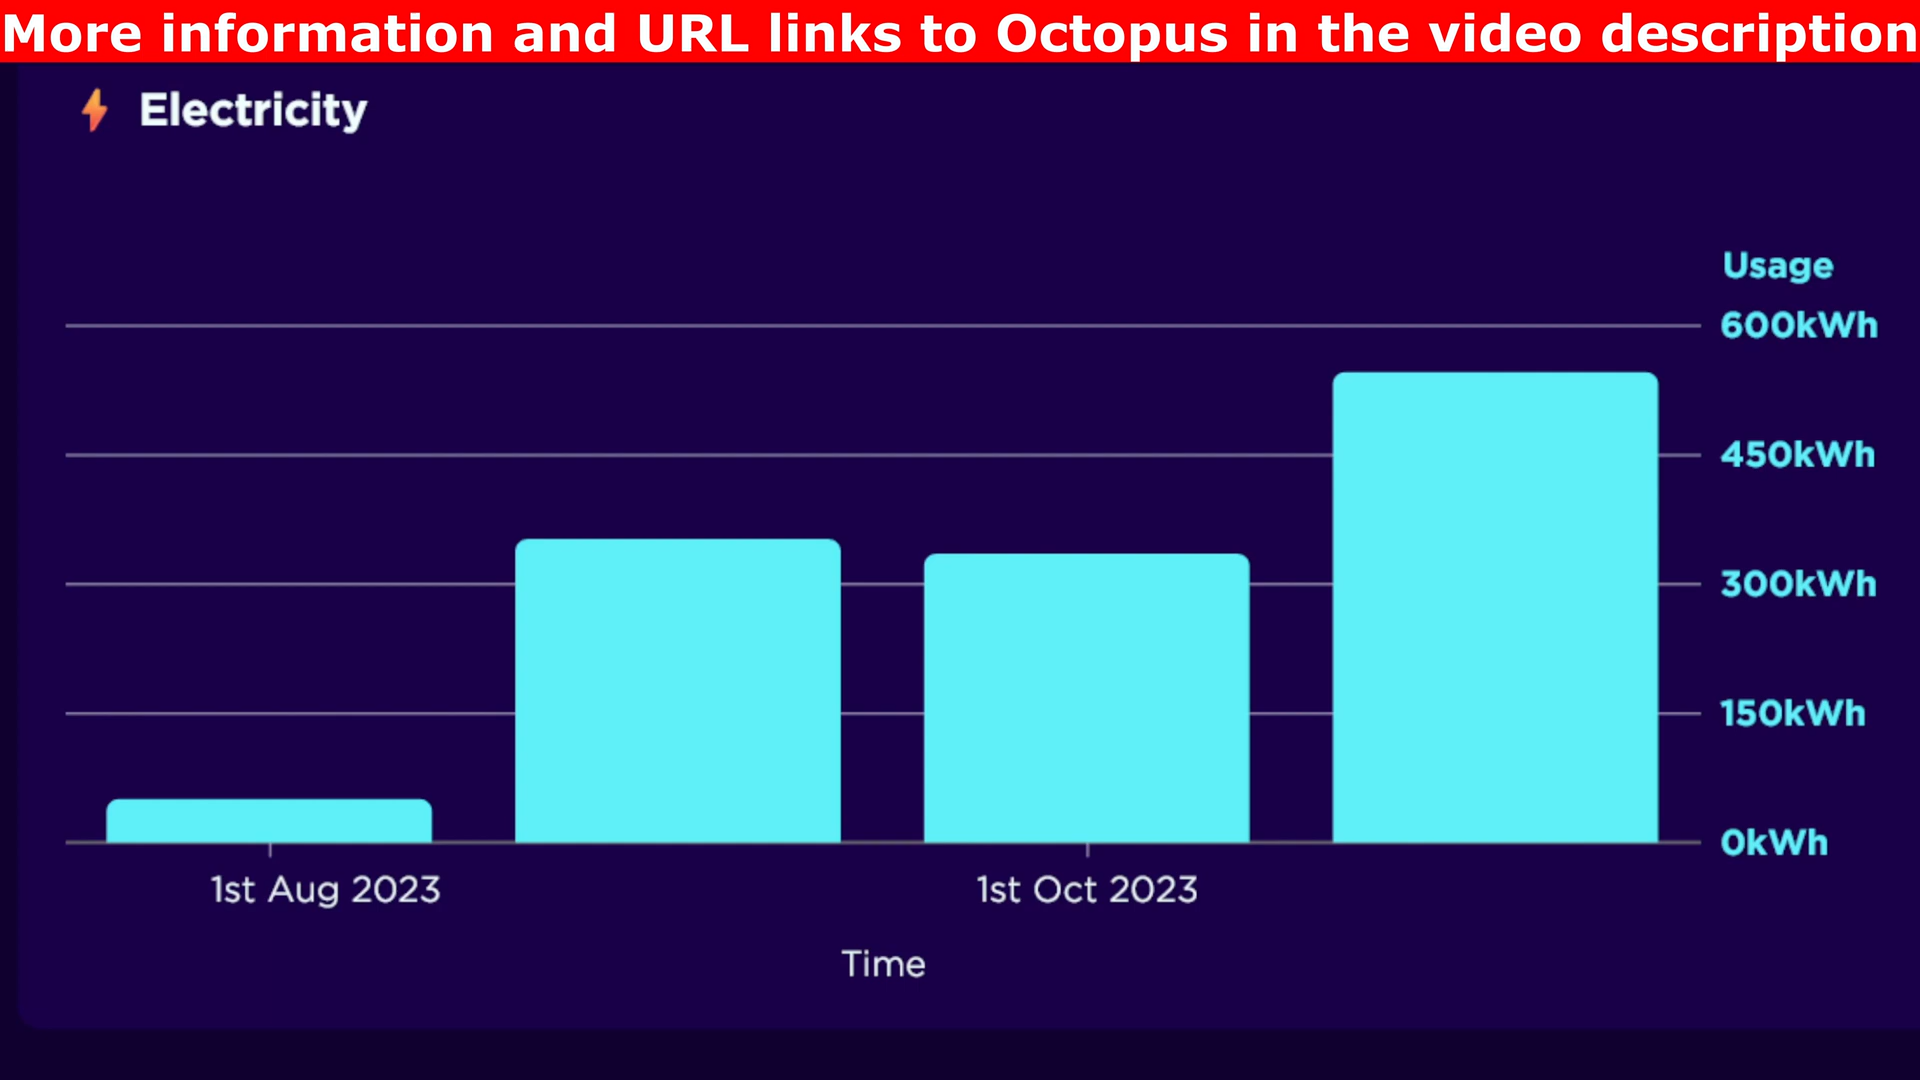 More information and URL links to Octopus in the video description
Electricity
Usage
600kWh
450kWh
300kWh
150kWh
0kWh
1st Aug 2023
1st Oct 2023
Time